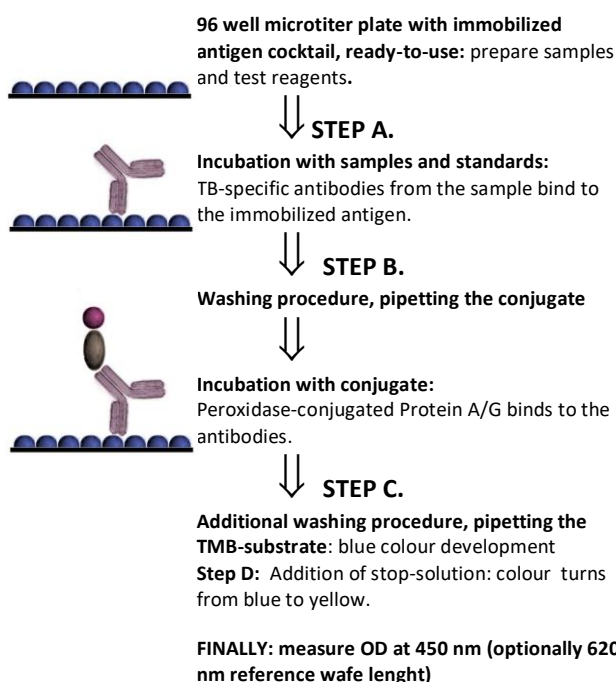 96 well microtiter plate with immobilized
antigen cocktail, ready-to-use: prepare samples
and test reagents.
STEP A.
Incubation with samples and standards:
TB-specific antibodies from the sample bind to
the immobilized antigen.
STEP B.
Washing procedure, pipetting the conjugate
Incubation with conjugate:
Peroxidase-conjugated Protein A/G binds to the
antibodies.
STEP C.
Additional washing procedure, pipetting the
TMB-substrate: blue colour development
Step D: Addition of stop-solution: colour turns
from blue to yellow.
FINALLY: measure OD at 450 nm (optionally 620
nm reference wafe lenght)